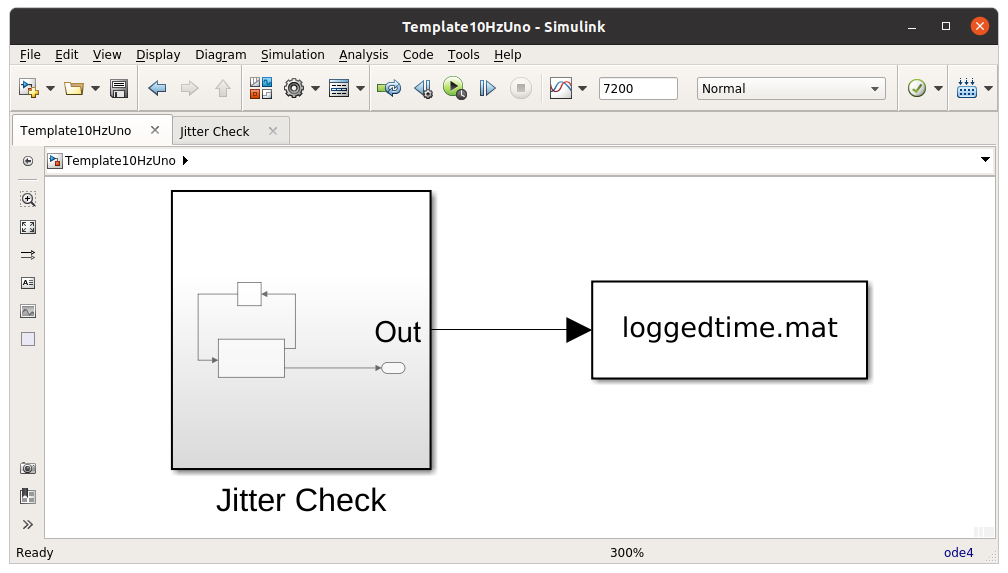 Template10HzUno - Simulink
File Edit View Display Diagram Simulation Analysis Code Tools Help
7200 Normal
Template10HzUno Jitter Check
Template10HzUno
Out
loggedtime.mat
Jitter Check
Ready 300% ode4